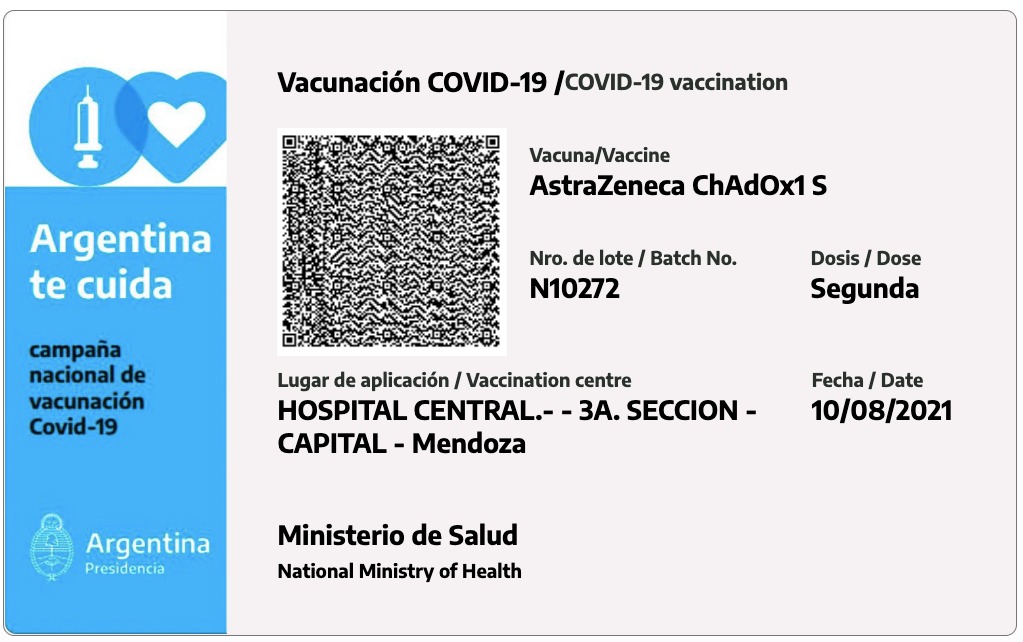 Argentina
te cuida
campaña
nacional de
vacunación
Covid-19
Argentina
Presidencia
Vacunación COVID-19 /COVID-19 vaccination
Vacuna/Vaccine
AstraZeneca ChAdOx1 S
Nro. de lote / Batch No.
N10272
Dosis / Dose
Segunda
Lugar de aplicación / Vaccination centre
HOSPITAL CENTRAL.- - 3A. SECCION -
CAPITAL - Mendoza
Fecha / Date
10/08/2021
Ministerio de Salud
National Ministry of Health